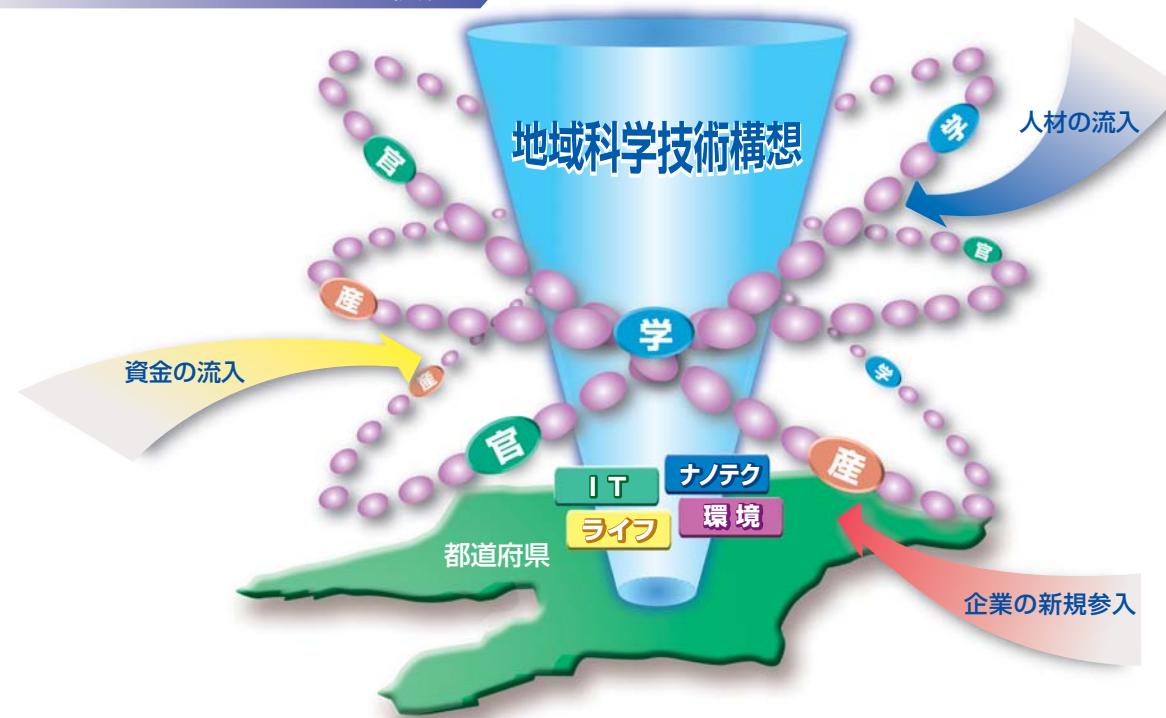 地域科学技術構想
人材の流入
官
学
官
産
学
資金の流入
産
学
官
産
IT
ナノテク
ライフ
環境
都道府県
企業の新規参入